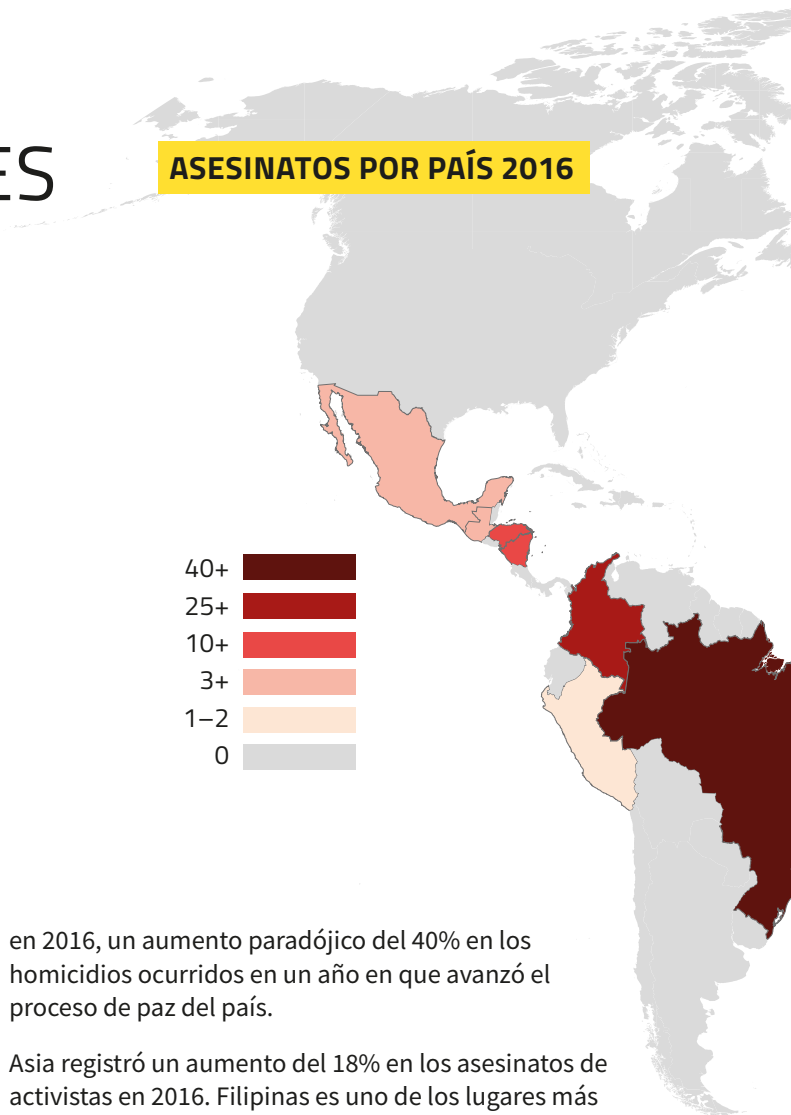 ES
ASESINATOS POR PAÍS 2016
40+
25+
10+
3+
1–2
0
en 2016, un aumento paradójico del 40% en los
homicidios ocurridos en un año en que avanzó el
proceso de paz del país.
Asia registró un aumento del 18% en los asesinatos de
activistas en 2016. Filipinas es uno de los lugares más